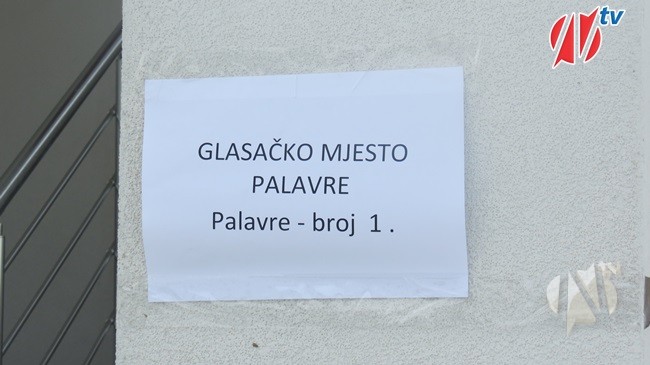 tv
GLASAČKO MJESTO
PALAVRE
Palavre - broj 1 .